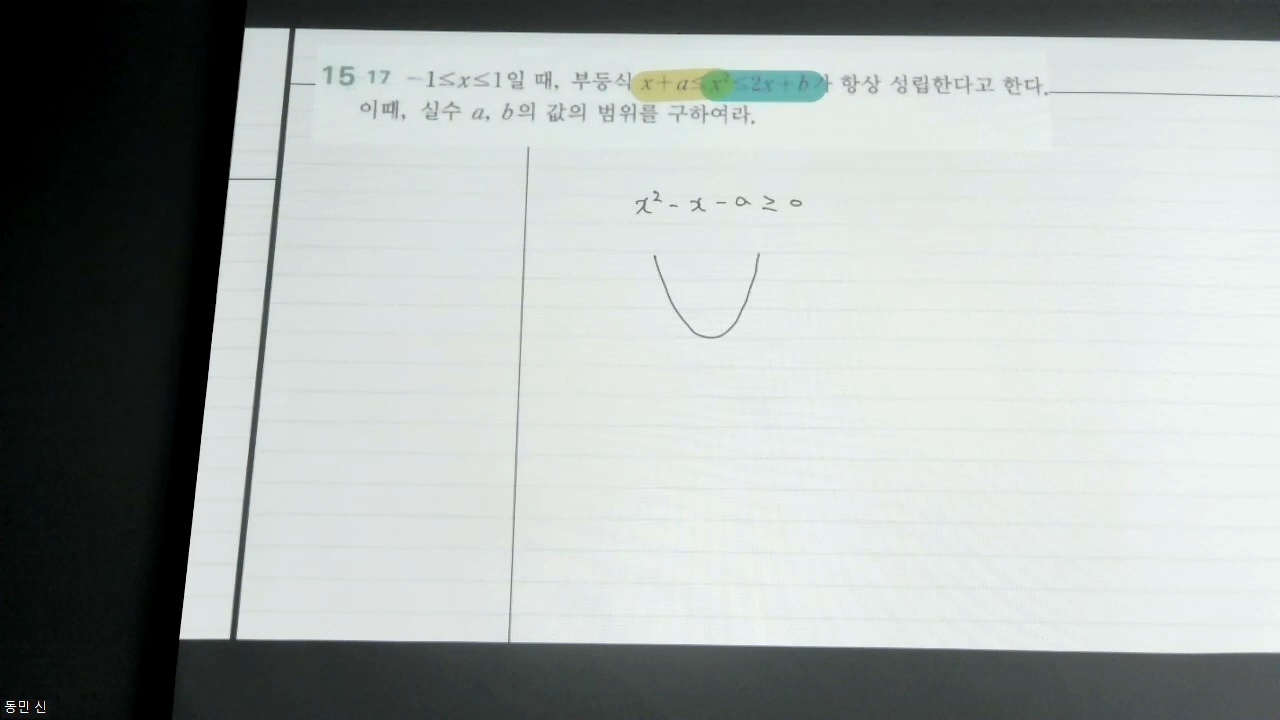 15 17 -1≤x≤1일 때, 부등식 x+a≤x²≤2x+b가 항상 성립한다고 한다.
이때, 실수 a, b의 값의 범위를 구하여라.
x² - x - a ≥ 0
동민 신